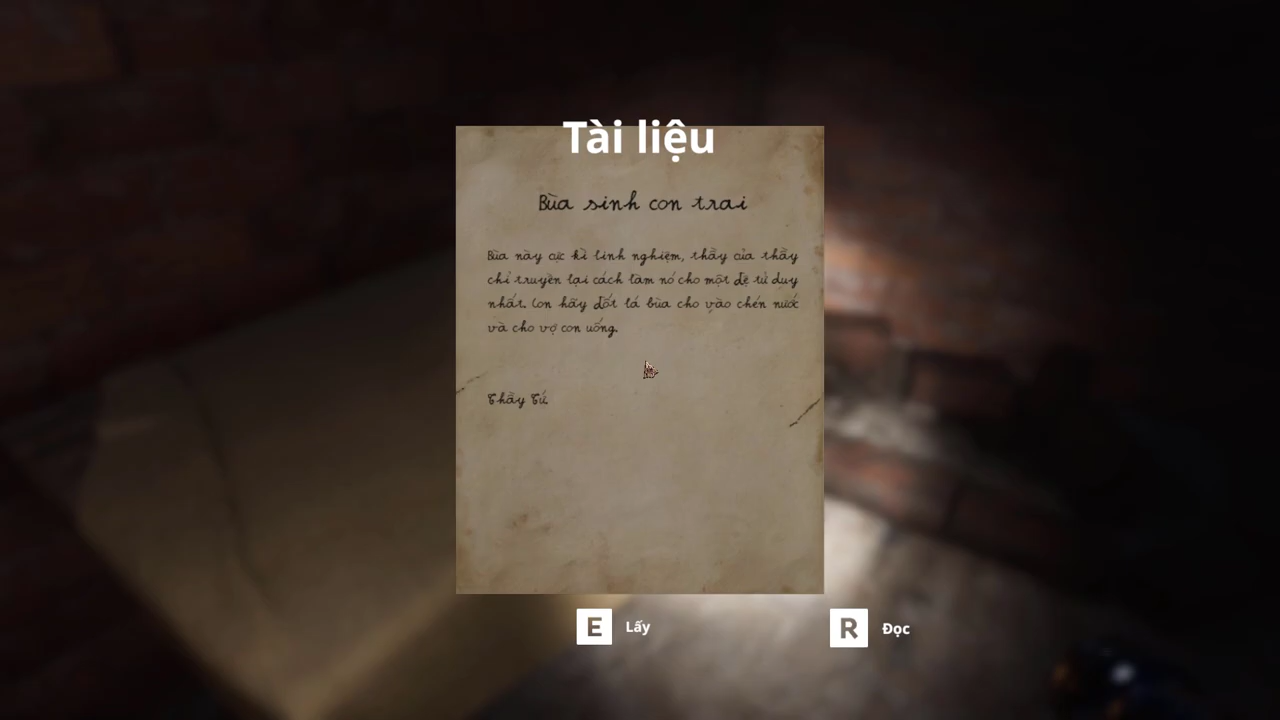 Tài liệu
Bùa sinh con trai
Bùa này cực kì linh nghiệm, thầy của thầy
chỉ truyền lại cách làm nó cho một đệ tử duy
nhất. Con hãy đốt lá bùa cho vào chén nước
và cho vợ con uống.
Thầy Tú
E Lấy
R Đọc